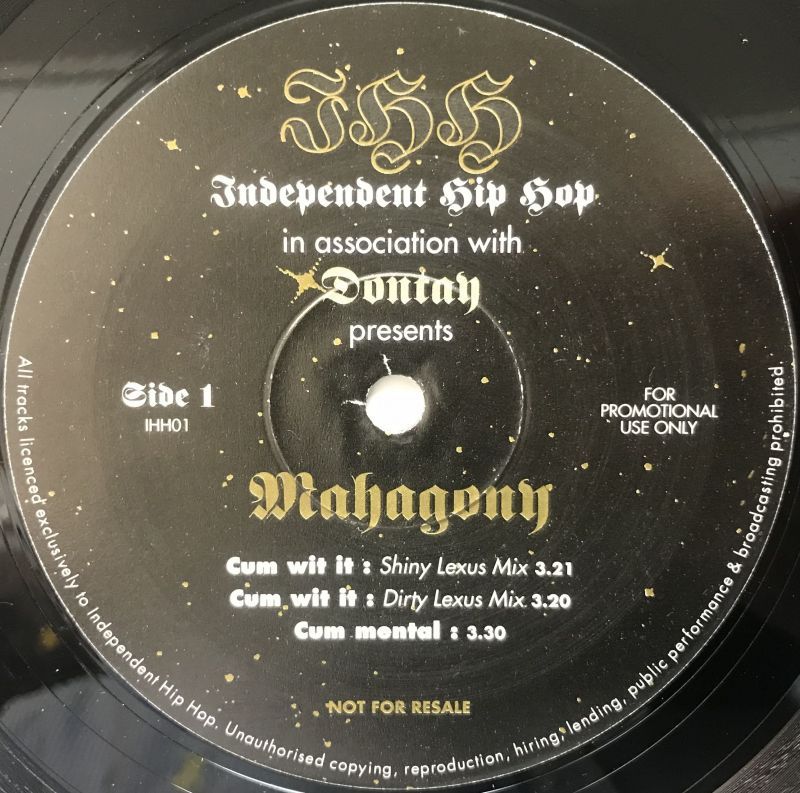 IHH
Independent Hip Hop
in association with
Dontay
presents
Side 1
IHH01
FOR
PROMOTIONAL
USE ONLY
Mahagony
Cum wit it : Shiny Lexus Mix 3.21
Cum wit it : Dirty Lexus Mix 3.20
Cum mental : 3.30
NOT FOR RESALE
All tracks licenced exclusively to Independent Hip Hop. Unauthorised copying, reproduction, hiring, lending, public performance & broadcasting prohibited.